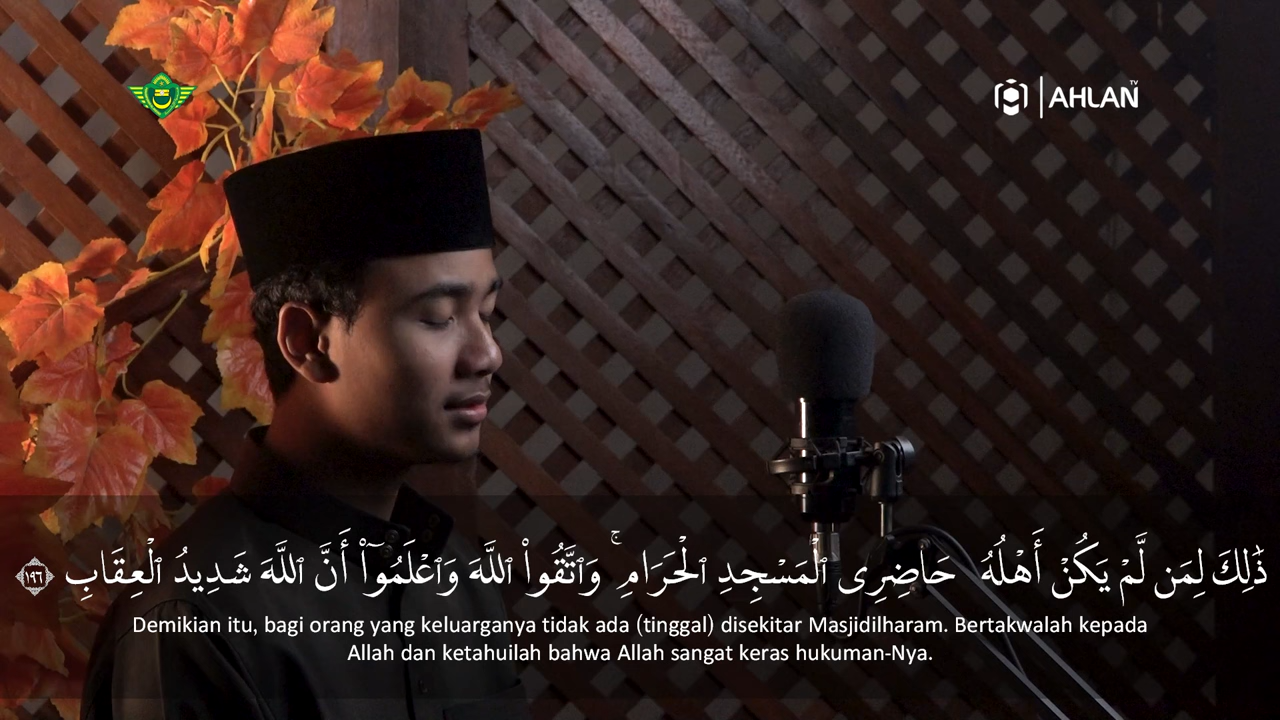 AHLAN TV
ذَٰلِكَ لِمَن لَّمْ يَكُنْ أَهْلُهُۥ حَاضِرِى ٱلْمَسْجِدِ ٱلْحَرَامِ ۚ وَٱتَّقُوا۟ ٱللَّهَ وَٱعْلَمُوٓا۟ أَنَّ ٱللَّهَ شَدِيدُ ٱلْعِقَابِ ١٩٦
Demikian itu, bagi orang yang keluarganya tidak ada (tinggal) disekitar Masjidilharam. Bertakwalah kepada
Allah dan ketahuilah bahwa Allah sangat keras hukuman-Nya.